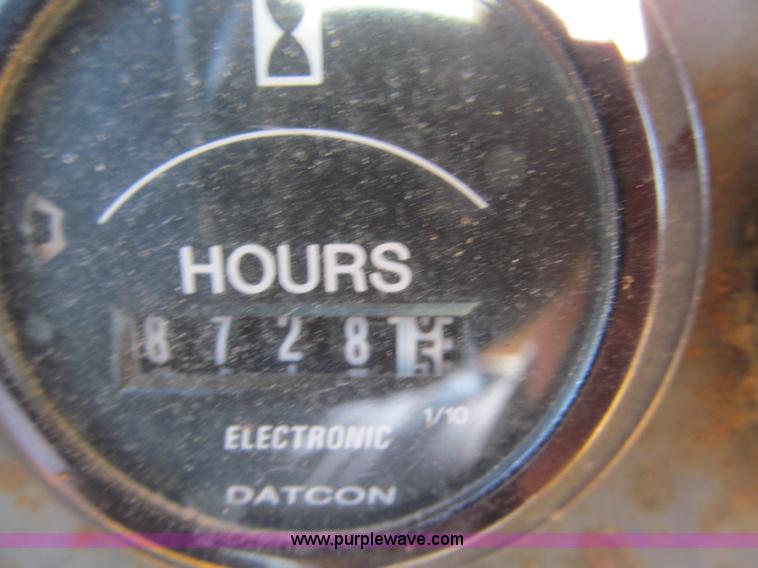 HOURS
8 7 2 8
1/10
ELECTRONIC
DATCON
www.purplewave.com